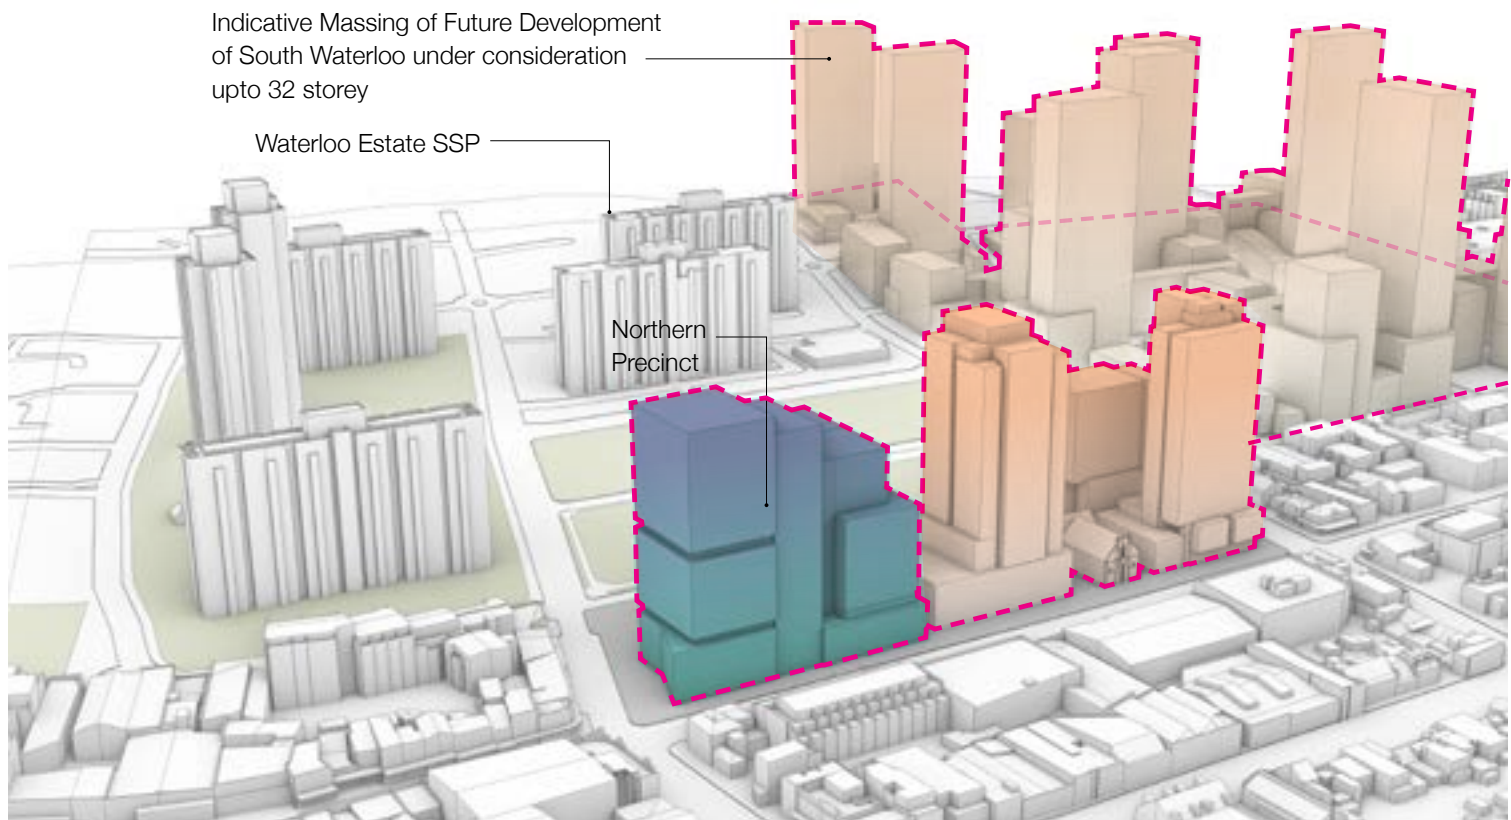 Indicative Massing of Future Development
of South Waterloo under consideration
upto 32 storey
Waterloo Estate SSP
Northern
Precinct